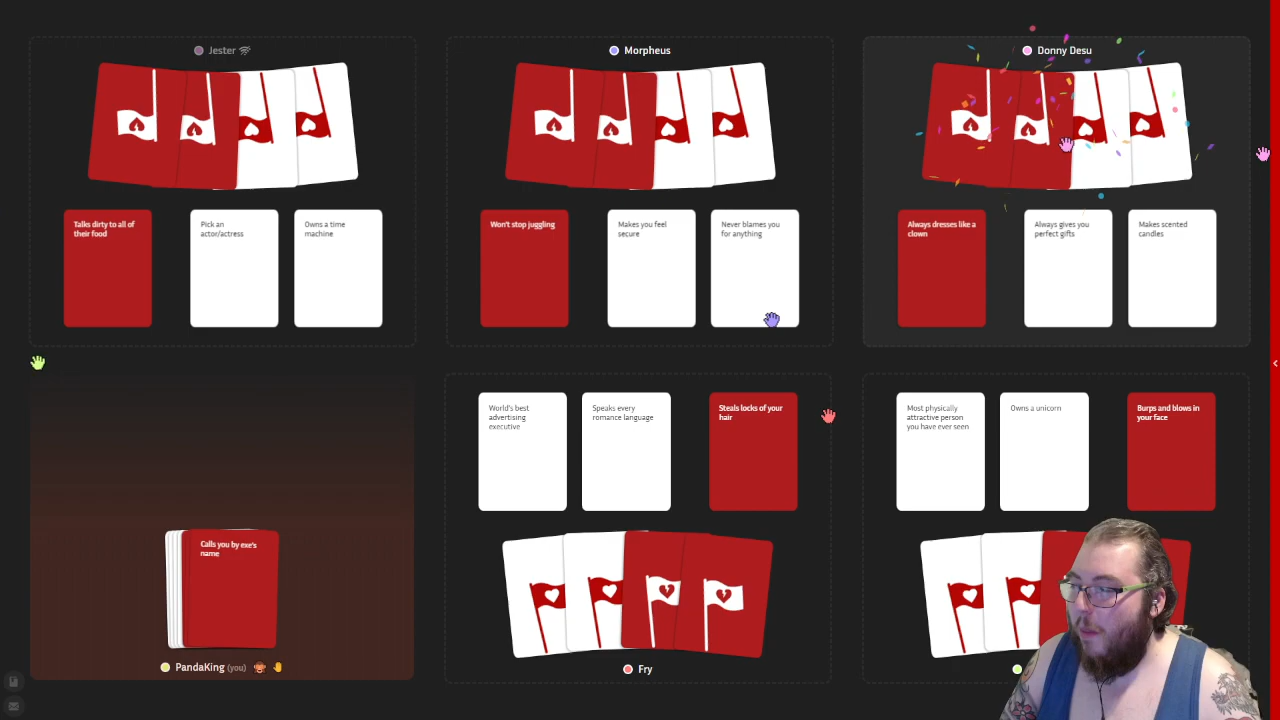 Jester
Morpheus
Donny Desu
Talks dirty to all of
their food
Pick an
actor/actress
Owns a time
machine
Won't stop juggling
Makes you feel
secure
Never blames you
for anything
Always dresses like a
clown
Always gives you
perfect gifts
Makes scented
candles
World's best
advertising
executive
Speaks every
romance language
Steals locks of your
hair
Most physically
attractive person
you have ever seen
Owns a unicorn
Burps and blows in
your face
Calls you by exe's
name
PandaKing (you)
Fry